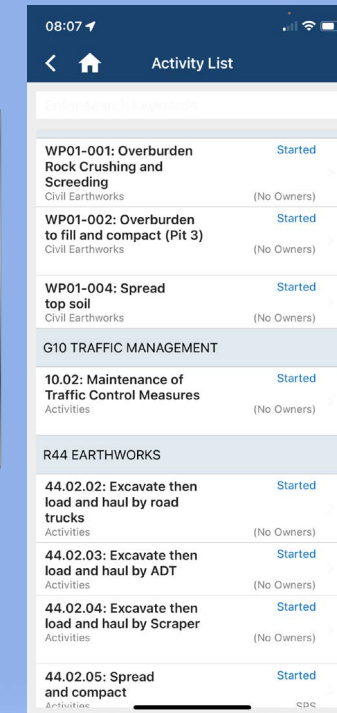 08:07
Activity List
WP01-001: Overburden Started
Rock Crushing and
Screeding
Civil Earthworks (No Owners)
WP01-002: Overburden Started
to fill and compact (Pit 3)
Civil Earthworks (No Owners)
WP01-004: Spread Started
top soil
Civil Earthworks (No Owners)
G10 TRAFFIC MANAGEMENT
10.02: Maintenance of Started
Traffic Control Measures
Activities (No Owners)
R44 EARTHWORKS
44.02.02: Excavate then Started
load and haul by road
trucks
Activities (No Owners)
44.02.03: Excavate then Started
load and haul by ADT
Activities (No Owners)
44.02.04: Excavate then Started
load and haul by Scraper
Activities (No Owners)
44.02.05: Spread Started
and compact
Activities SPS